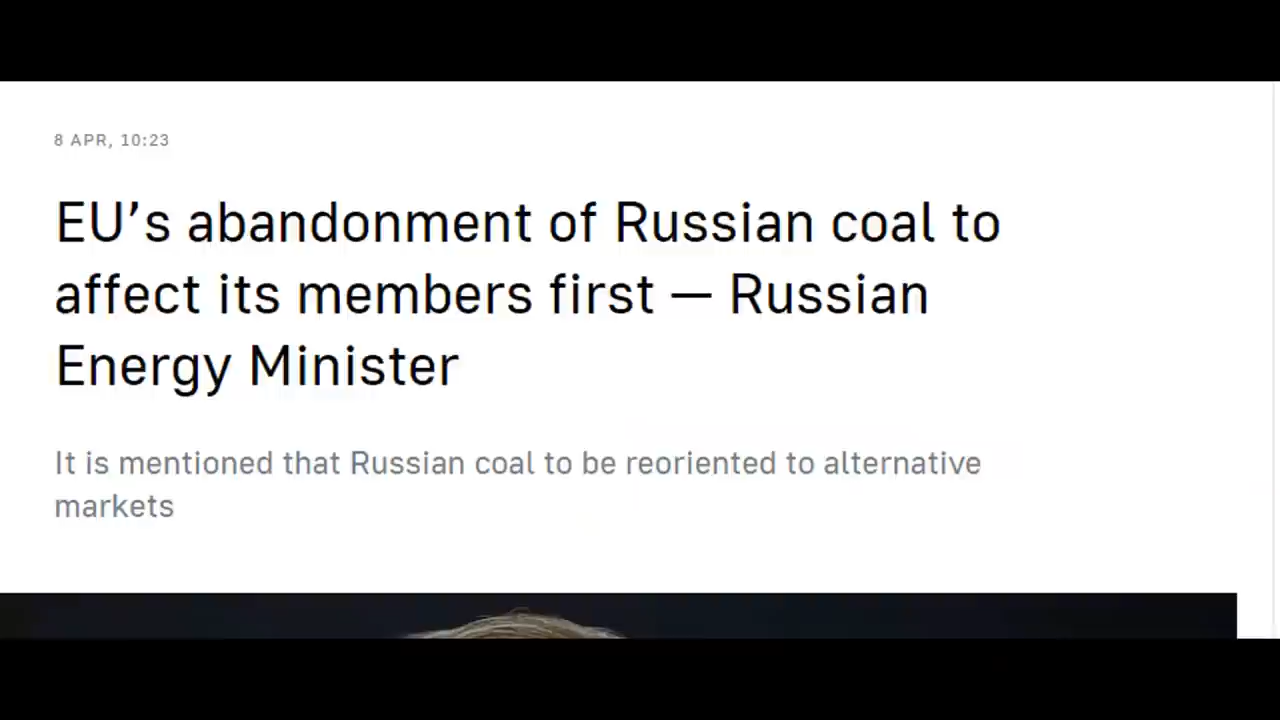 8 APR, 10:23
EU’s abandonment of Russian coal to
affect its members first — Russian
Energy Minister
It is mentioned that Russian coal to be reoriented to alternative
markets